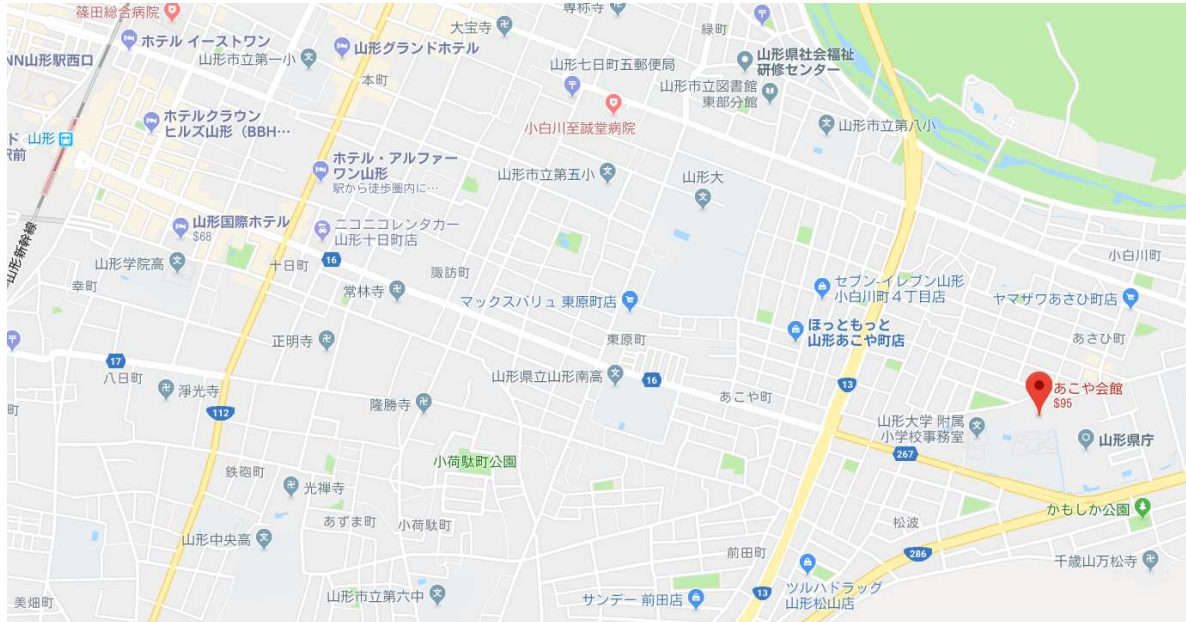 篠田総合病院
専称寺
大宝寺
緑町
ホテル イーストワン
山形市立第一小
山形グランドホテル
NN山形駅西口
山形七日町五郵便局
山形県社会福祉
研修センター
本町
山形市立図書館
東部分館
ホテルクラウン
ヒルズ山形（BBH…
小白川至誠堂病院
山形市立第八小
山形
駅前
ホテル・アルファー
ワン山形
駅から徒歩圏内に…
山形市立第五小
山形大
山形国際ホテル
$68
ニコニコレンタカー
山形十日町店
山形新幹線
山形学院高
十日町
16
諏訪町
小白川町
幸町
常林寺
マックスバリュ 東原町店
セブン-イレブン山形
小白川町４丁目店
ヤマザワあさひ町店
正明寺
東原町
ほっともっと
山形あこや町店
あさひ町
17
八日町
淨光寺
山形県立山形南高
16
あこや町
13
あこや会館
$95
町
112
隆勝寺
山形大学 附属
小学校事務室
山形県庁
267
小荷駄町公園
鉄砲町
光禅寺
かもしか公園
あずま町
小荷駄町
松波
山形中央高
前田町
286
千歳山万松寺
美畑町
山形市立第六中
サンデー 前田店
13
ツルハドラッグ
山形松山店